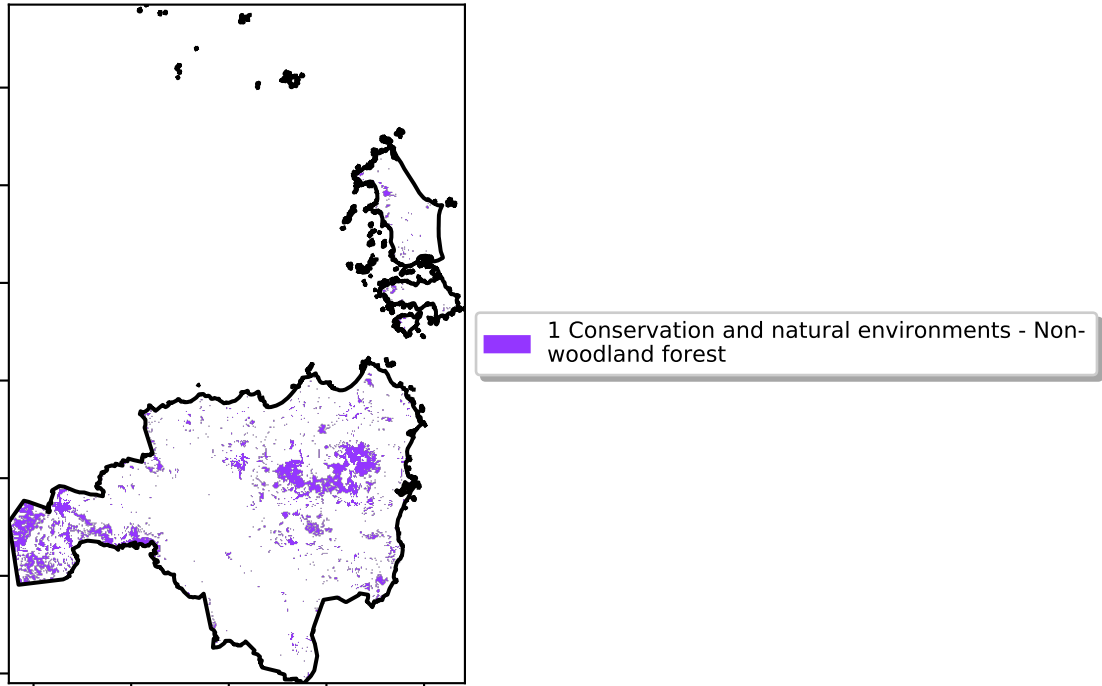 1 Conservation and natural environments - Non-
woodland forest